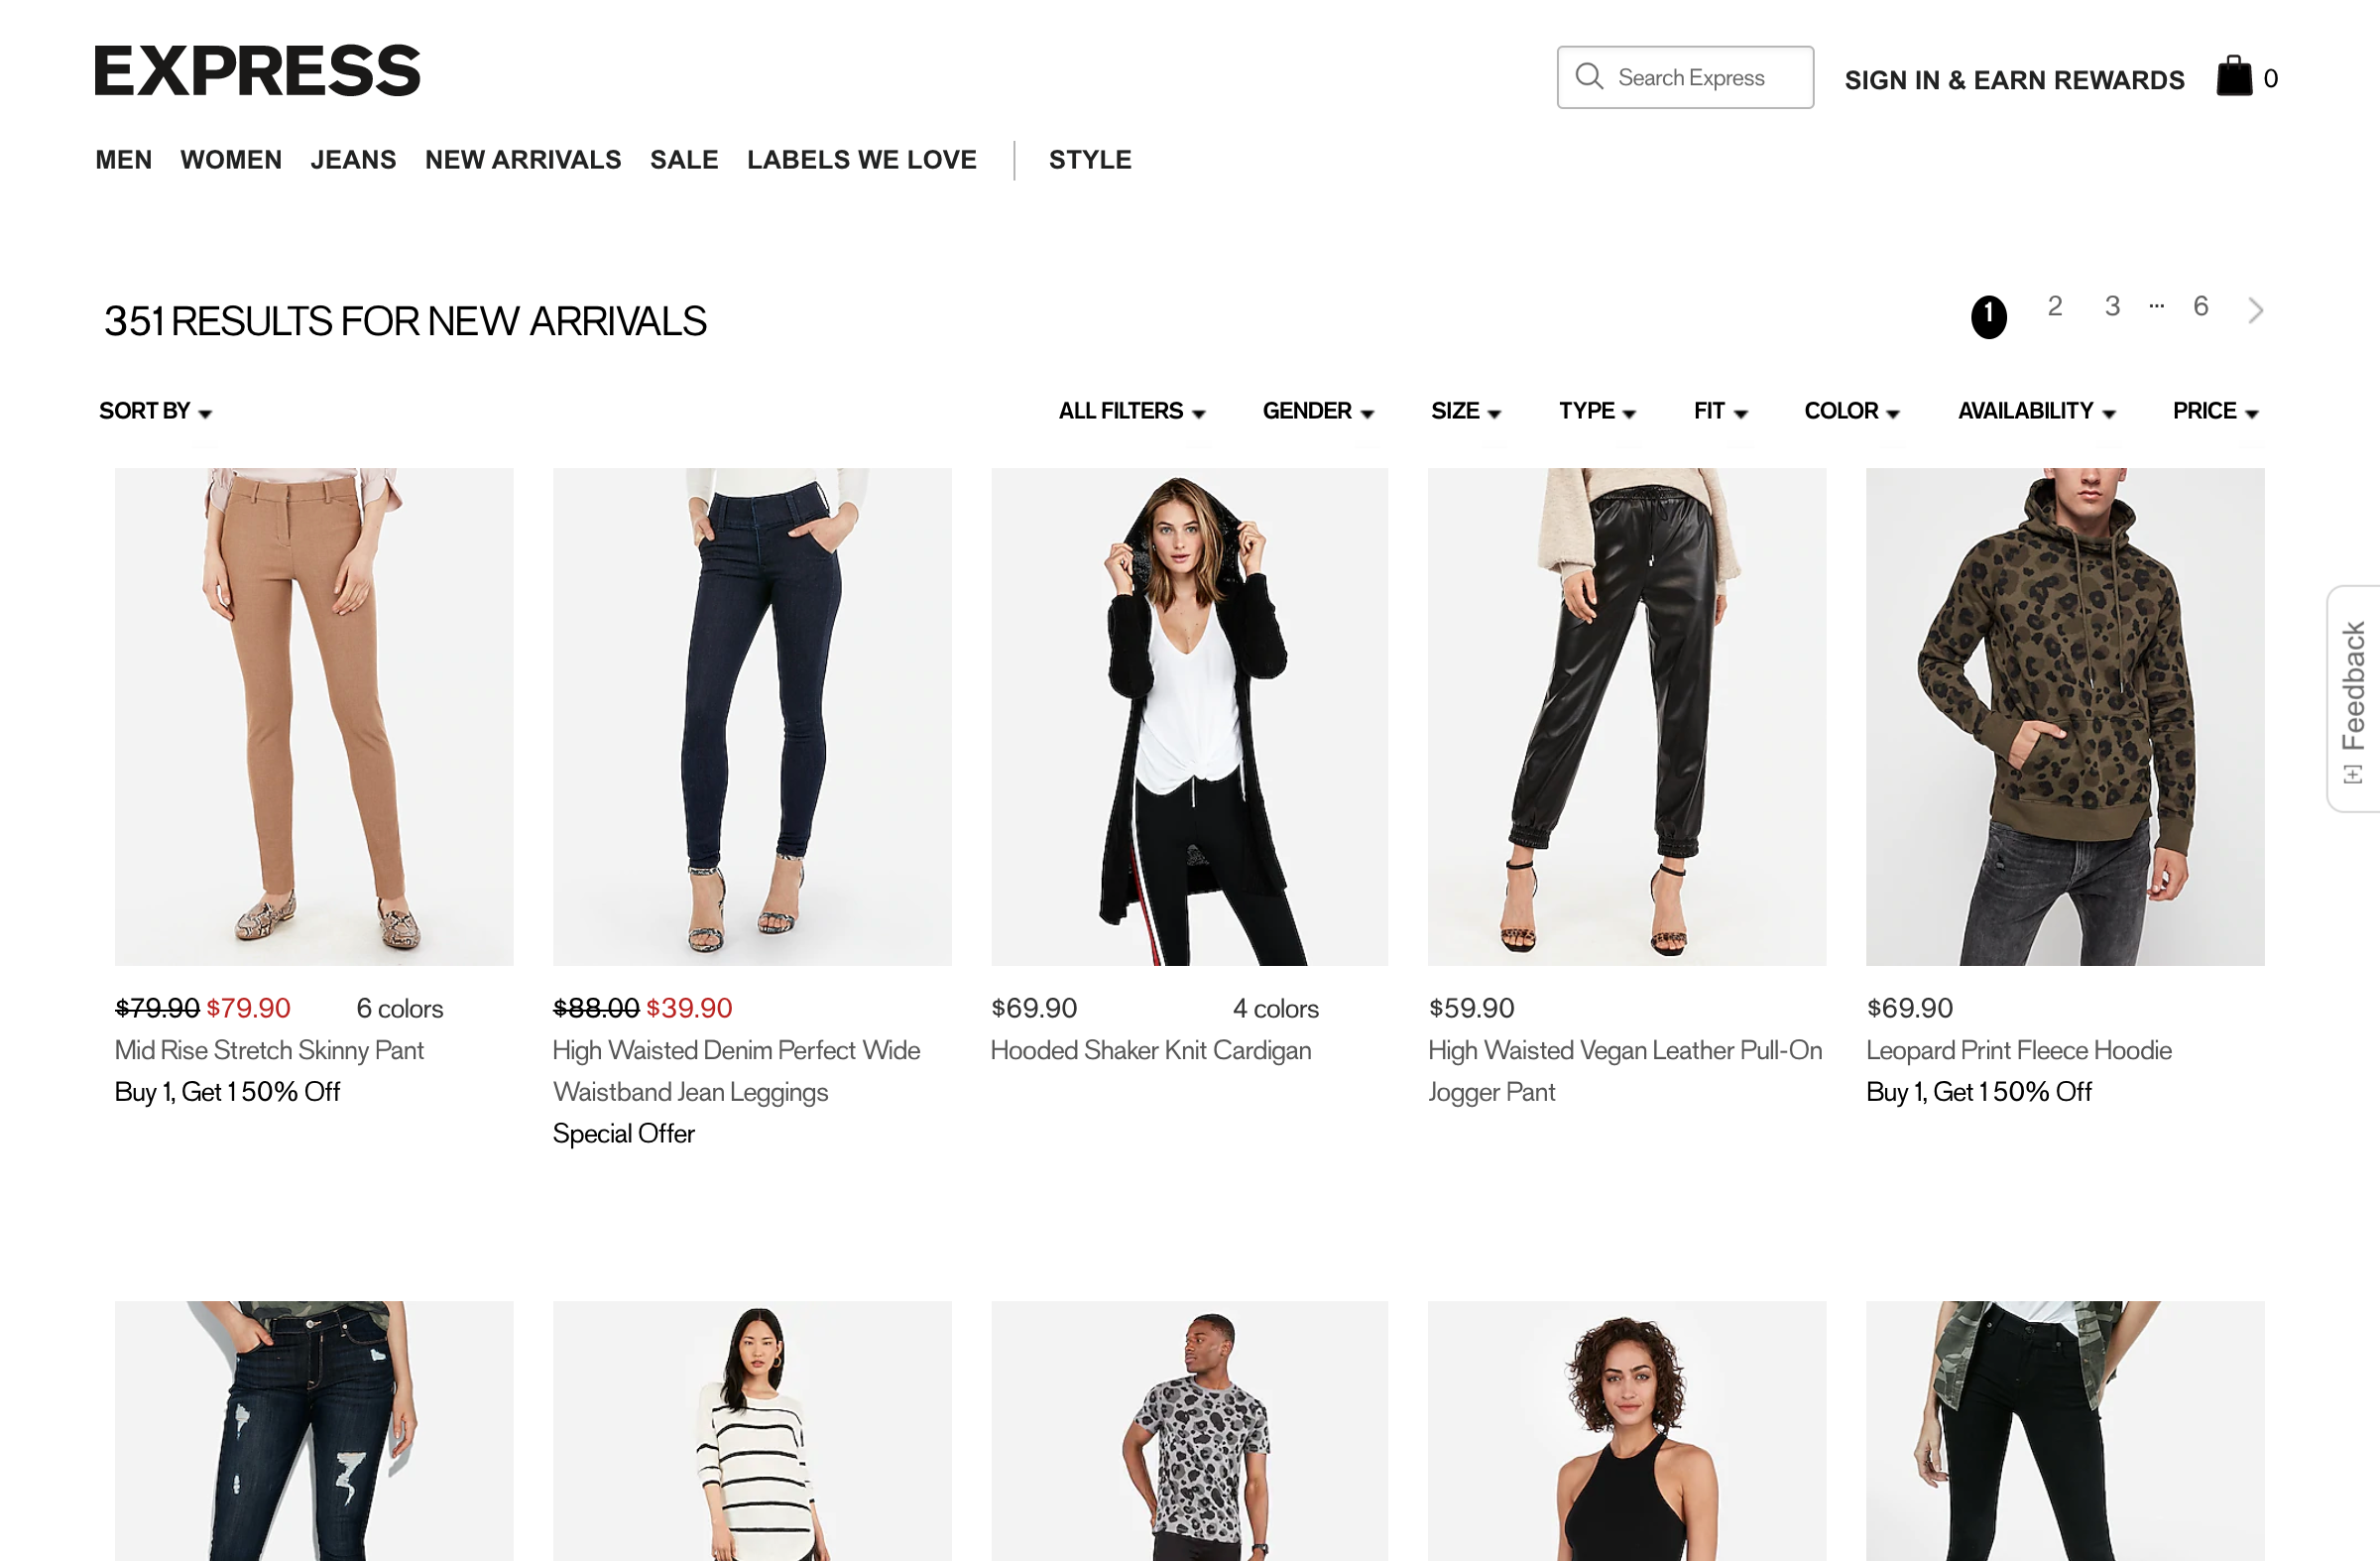 EXPRESS
Search Express
SIGN IN & EARN REWARDS
0
MEN WOMEN JEANS NEW ARRIVALS SALE LABELS WE LOVE STYLE
351 RESULTS FOR NEW ARRIVALS
1 2 3 ... 6
SORT BY
ALL FILTERS GENDER SIZE TYPE FIT COLOR AVAILABILITY PRICE
$79.90 $79.90 6 colors
Mid Rise Stretch Skinny Pant
Buy 1, Get 1 50% Off
$88.00 $39.90
High Waisted Denim Perfect Wide
Waistband Jean Leggings
Special Offer
$69.90 4 colors
Hooded Shaker Knit Cardigan
$59.90
High Waisted Vegan Leather Pull-On
Jogger Pant
$69.90
Leopard Print Fleece Hoodie
Buy 1, Get 1 50% Off
[+] Feedback